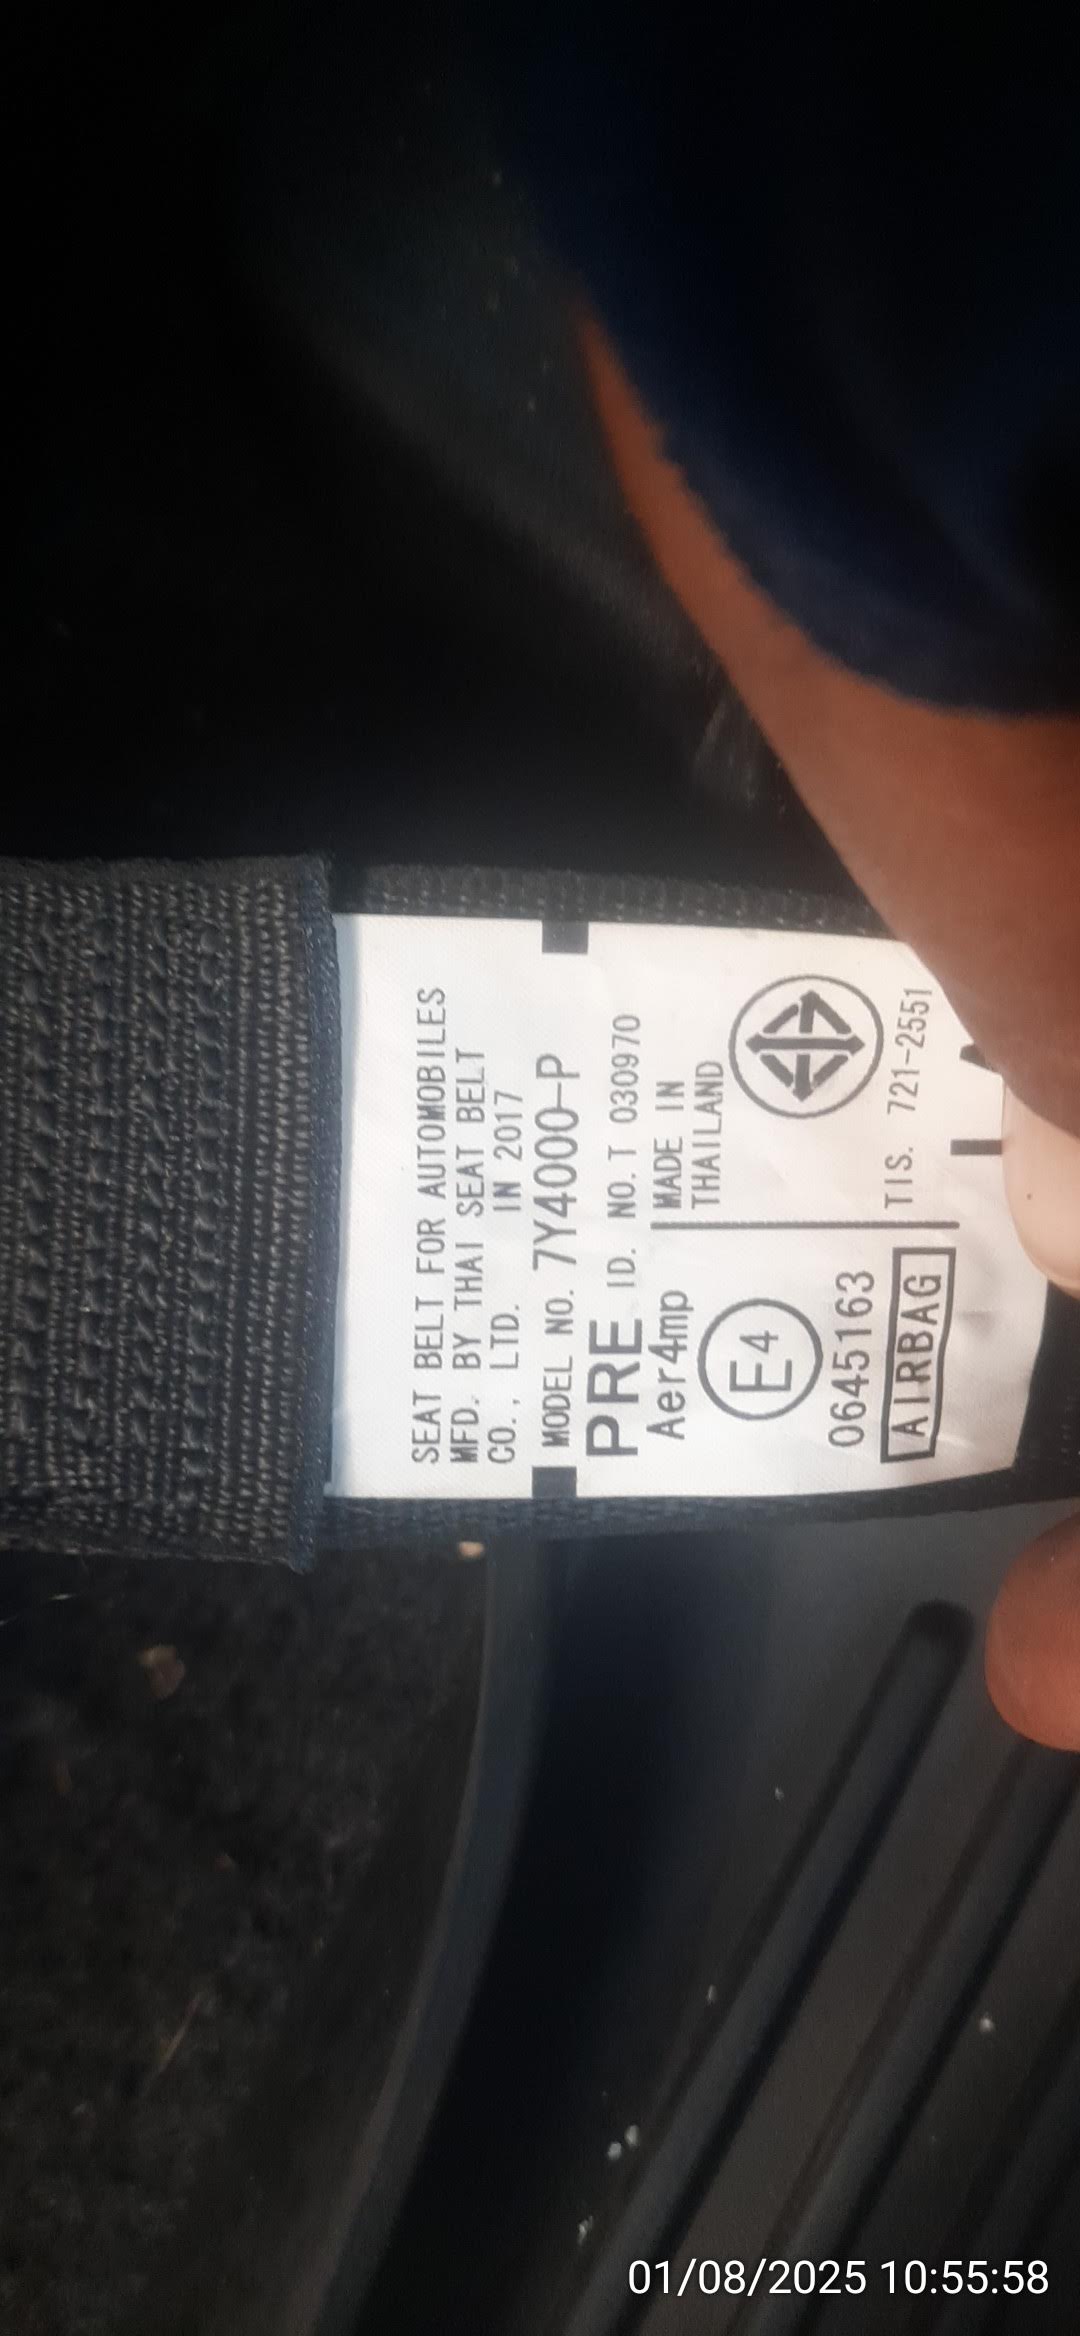 SEAT BELT FOR AUTOMOBILES
MFD. BY THAI SEAT BELT
CO., LTD. IN 2017
MODEL NO. 7Y4000-P
PRE ID. NO.T 030970
Aer4mp
MADE IN
THAILAND
E4
0645163
AIRBAG
TIS. 721-2551
01/08/2025 10:55:58